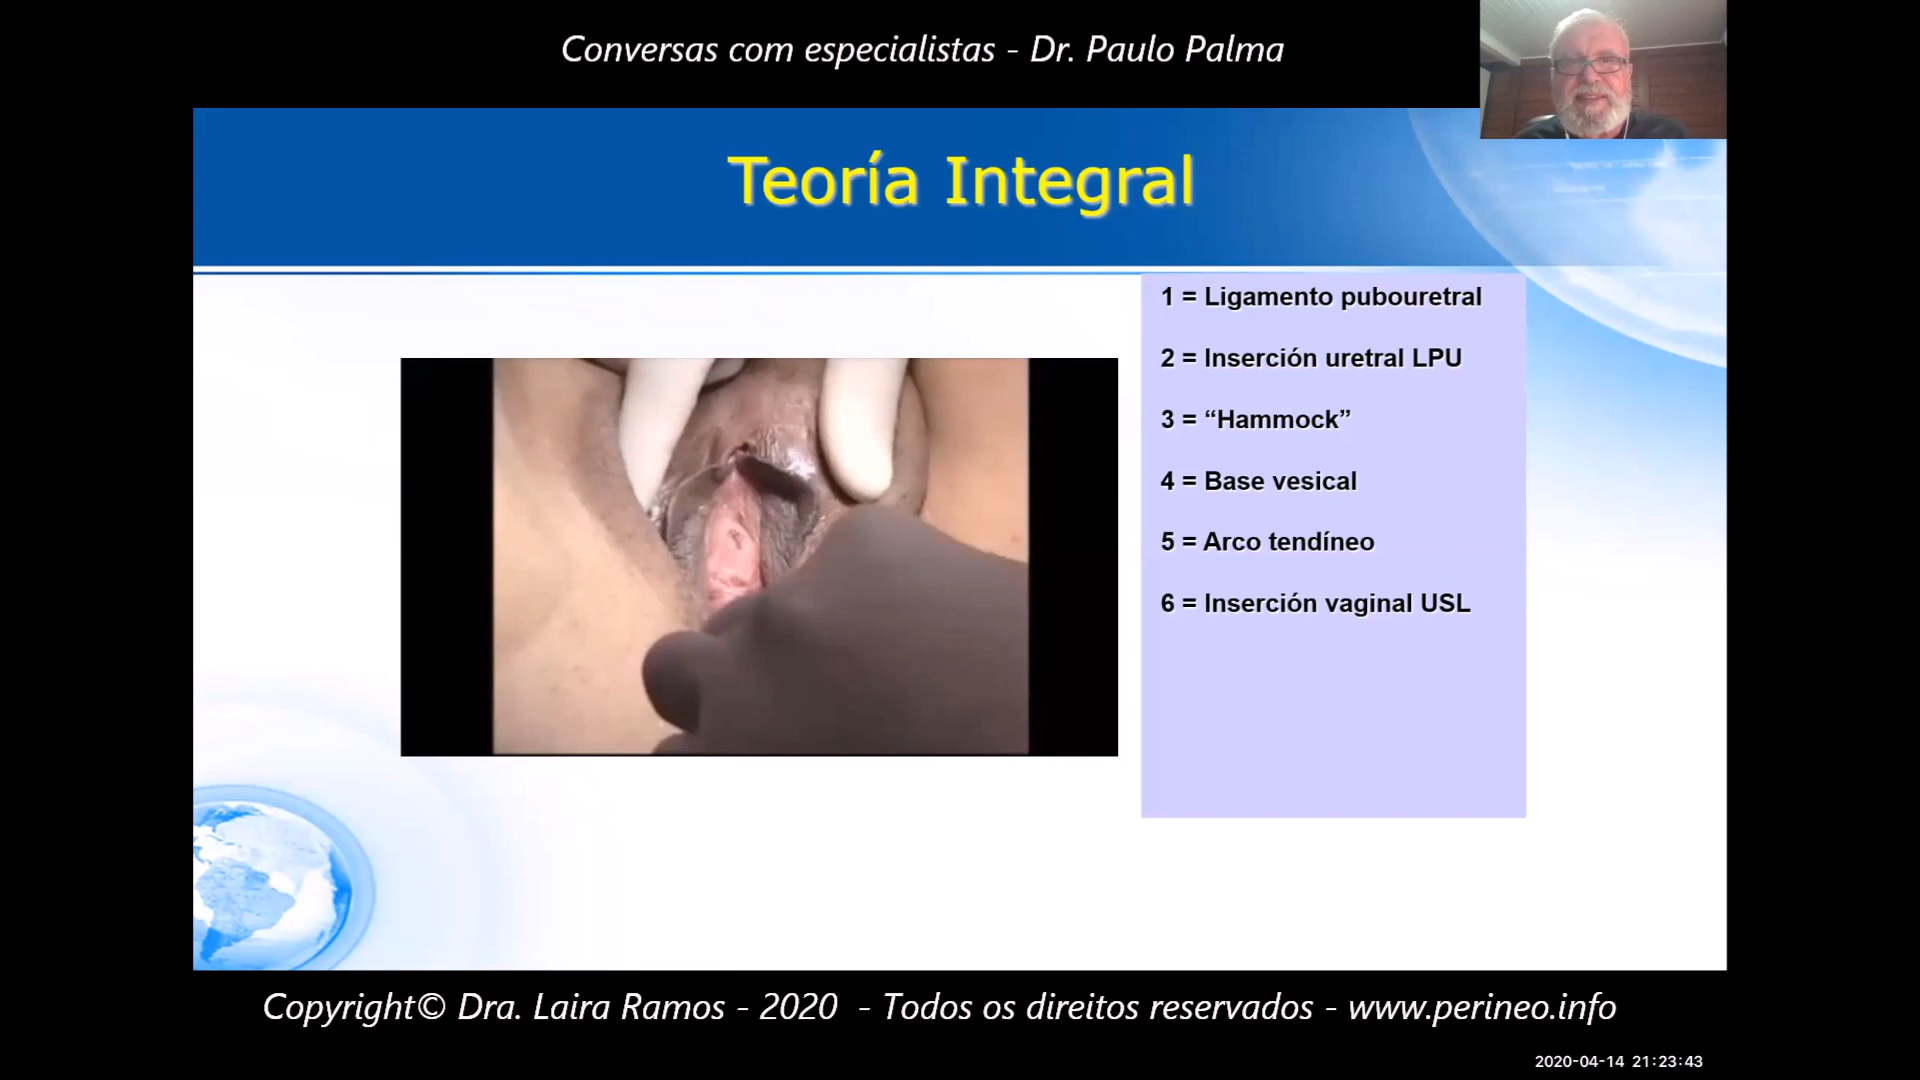 Conversas com especialistas - Dr. Paulo Palma
Teoría Integral
1 = Ligamento pubouretral
2 = Inserción uretral LPU
3 = “Hammock”
4 = Base vesical
5 = Arco tendíneo
6 = Inserción vaginal USL
Copyright© Dra. Laira Ramos - 2020 - Todos os direitos reservados - www.perineo.info
2020-04-14 21:23:43